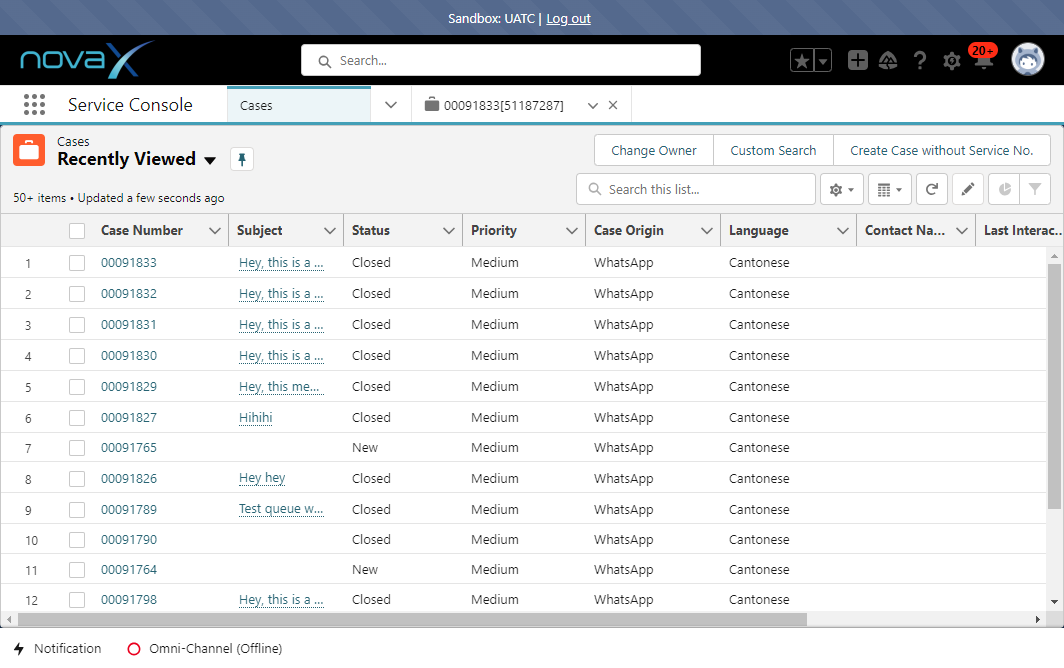 Sandbox: UATC | Log out
novaX
Search...
20+
Service Console
Cases
00091833[51187287]
Cases
Recently Viewed
Change Owner
Custom Search
Create Case without Service No.
50+ items • Updated a few seconds ago
Search this list...
Case Number Subject Status Priority Case Origin Language Contact Na... Last Interac...
1 00091833 Hey, this is a ... Closed Medium WhatsApp Cantonese
2 00091832 Hey, this is a ... Closed Medium WhatsApp Cantonese
3 00091831 Hey, this is a ... Closed Medium WhatsApp Cantonese
4 00091830 Hey, this is a ... Closed Medium WhatsApp Cantonese
5 00091829 Hey, this me... Closed Medium WhatsApp Cantonese
6 00091827 Hihihi Closed Medium WhatsApp Cantonese
7 00091765 New Medium WhatsApp Cantonese
8 00091826 Hey hey Closed Medium WhatsApp Cantonese
9 00091789 Test queue w... Closed Medium WhatsApp Cantonese
10 00091790 Closed Medium WhatsApp Cantonese
11 00091764 New Medium WhatsApp Cantonese
12 00091798 Hey, this is a ... Closed Medium WhatsApp Cantonese
Notification
Omni-Channel (Offline)